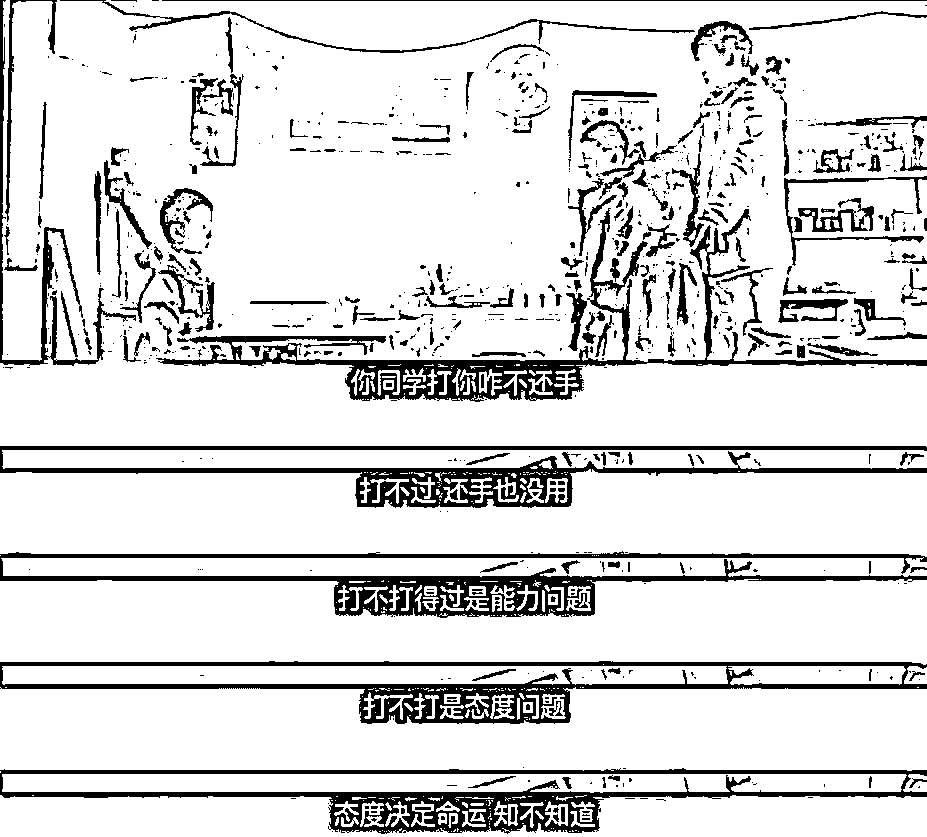 你同学打你咋不还手
打不过 还手也没用
打不打得过是能力问题
打不打是态度问题
态度决定命运 知不知道